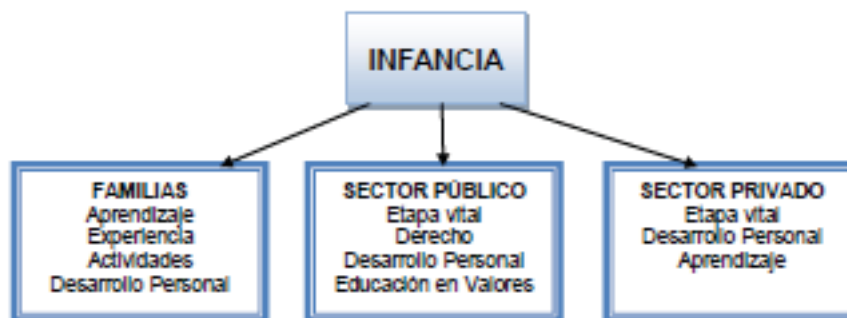 INFANCIA
FAMILIAS
Aprendizaje
Experiencia
Actividades
Desarrollo Personal
SECTOR PÚBLICO
Etapa vital
Derecho
Desarrollo Personal
Educación en Valores
SECTOR PRIVADO
Etapa vital
Desarrollo Personal
Aprendizaje